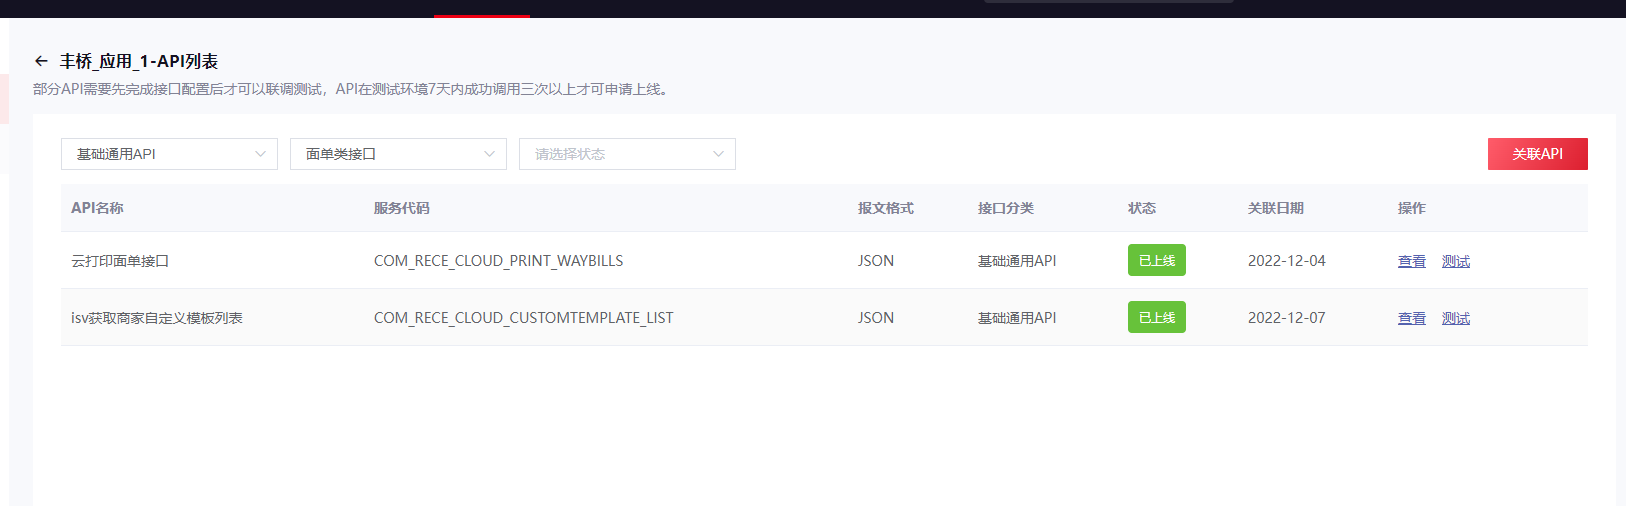 ← 丰桥_应用_1-API列表
部分API需要先完成接口配置后才可以联调测试，API在测试环境7天内成功调用三次以上才可申请上线。
基础通用API 面单类接口 请选择状态 关联API
API名称 服务代码 报文格式 接口分类 状态 关联日期 操作
云打印面单接口 COM_RECE_CLOUD_PRINT_WAYBILLS JSON 基础通用API 已上线 2022-12-04 查看 测试
isv获取商家自定义模板列表 COM_RECE_CLOUD_CUSTOMTEMPLATE_LIST JSON 基础通用API 已上线 2022-12-07 查看 测试